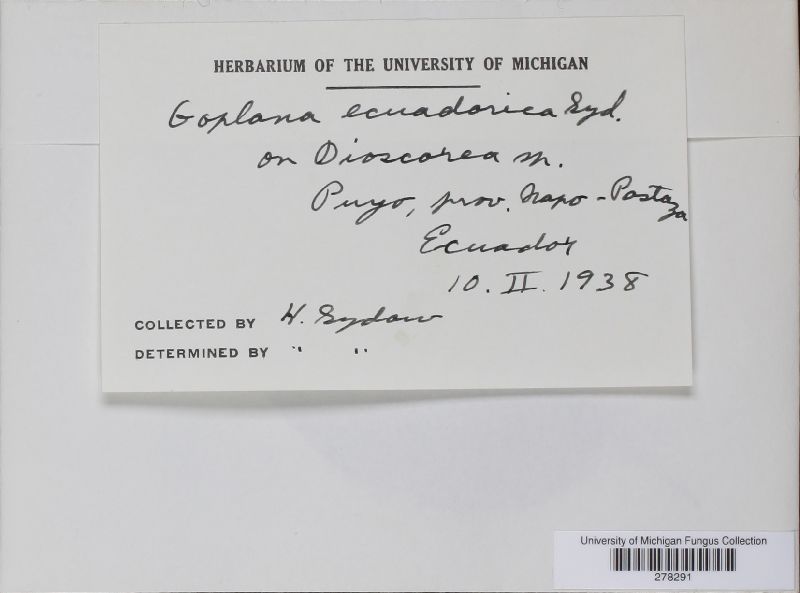 HERBARIUM OF THE UNIVERSITY OF MICHIGAN
Goplana ecuadorica Syd.
on Dioscorea sp.
Puyo, prov. Napo-Pastaza
Ecuador
10. II. 1938
COLLECTED BY H. Sydow
DETERMINED BY " "
University of Michigan Fungus Collection
278291